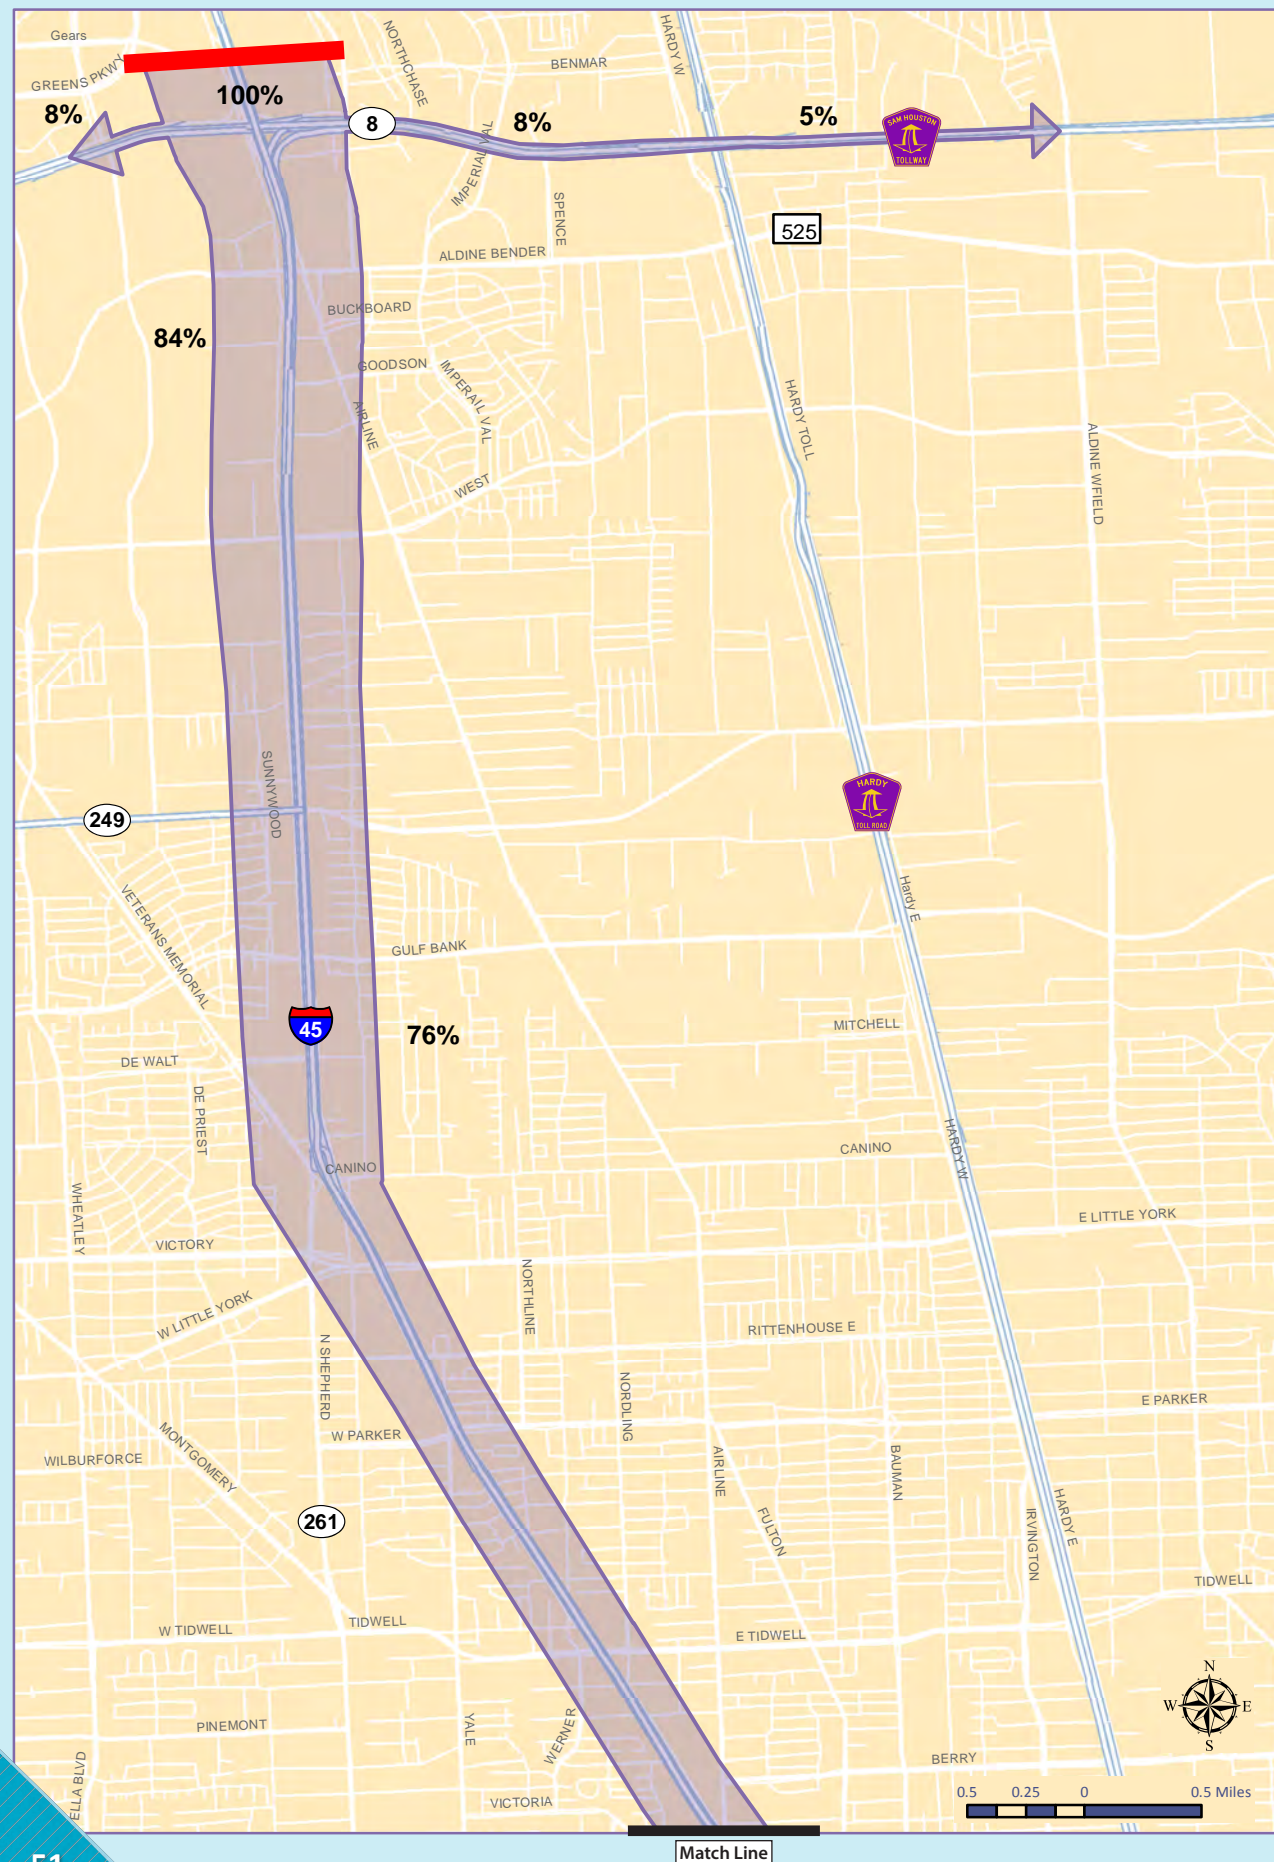 Gears
GREENS PKWY
NORTHCHASE
HARDY W
BENMAR
8%
100%
8
8%
5%
SAM HOUSTON
TOLLWAY
IMPERIAL VAL
SPENCE
525
ALDINE BENDER
BUCKBOARD
84%
GOODSON
IMPERAIL VAL
AIRLINE
HARDY TOLL
ALDINE WFIELD
WEST
SUNNYWOOD
249
HARDY
TOLL ROAD
VETERANS MEMORIAL
Hardy E
GULF BANK
45
76%
MITCHELL
DE WALT
DE PRIEST
CANINO
CANINO
HARDY W
WHEATLEY
VICTORY
E LITTLE YORK
W LITTLE YORK
NORTHLINE
N SHEPHERD
RITTENHOUSE E
NORDLING
E PARKER
W PARKER
MONTGOMERY
WILBURFORCE
AIRLINE
BAUMAN
261
FULTON
IRVINGTON
HARDY E
TIDWELL
TIDWELL
W TIDWELL
E TIDWELL
N
W E
S
PINEMONT
YALE
WERNER
BERRY
ELLA BLVD
VICTORIA
0.5 0.25 0 0.5 Miles
Match Line
51